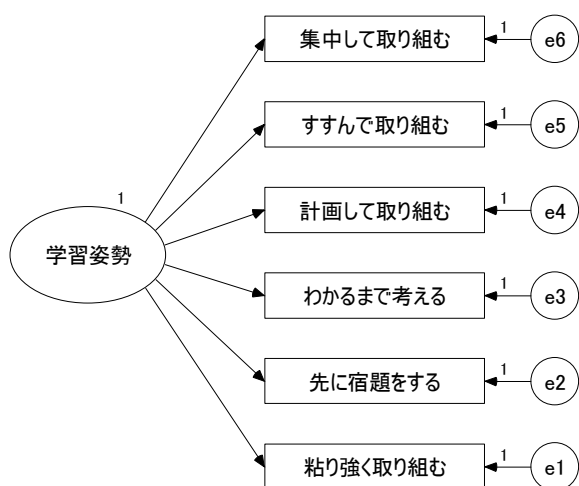 集中して取り組む
1
e6
すすんで取り組む
1
e5
1
計画して取り組む
1
e4
学習姿勢
わかるまで考える
1
e3
先に宿題をする
1
e2
粘り強く取り組む
1
e1